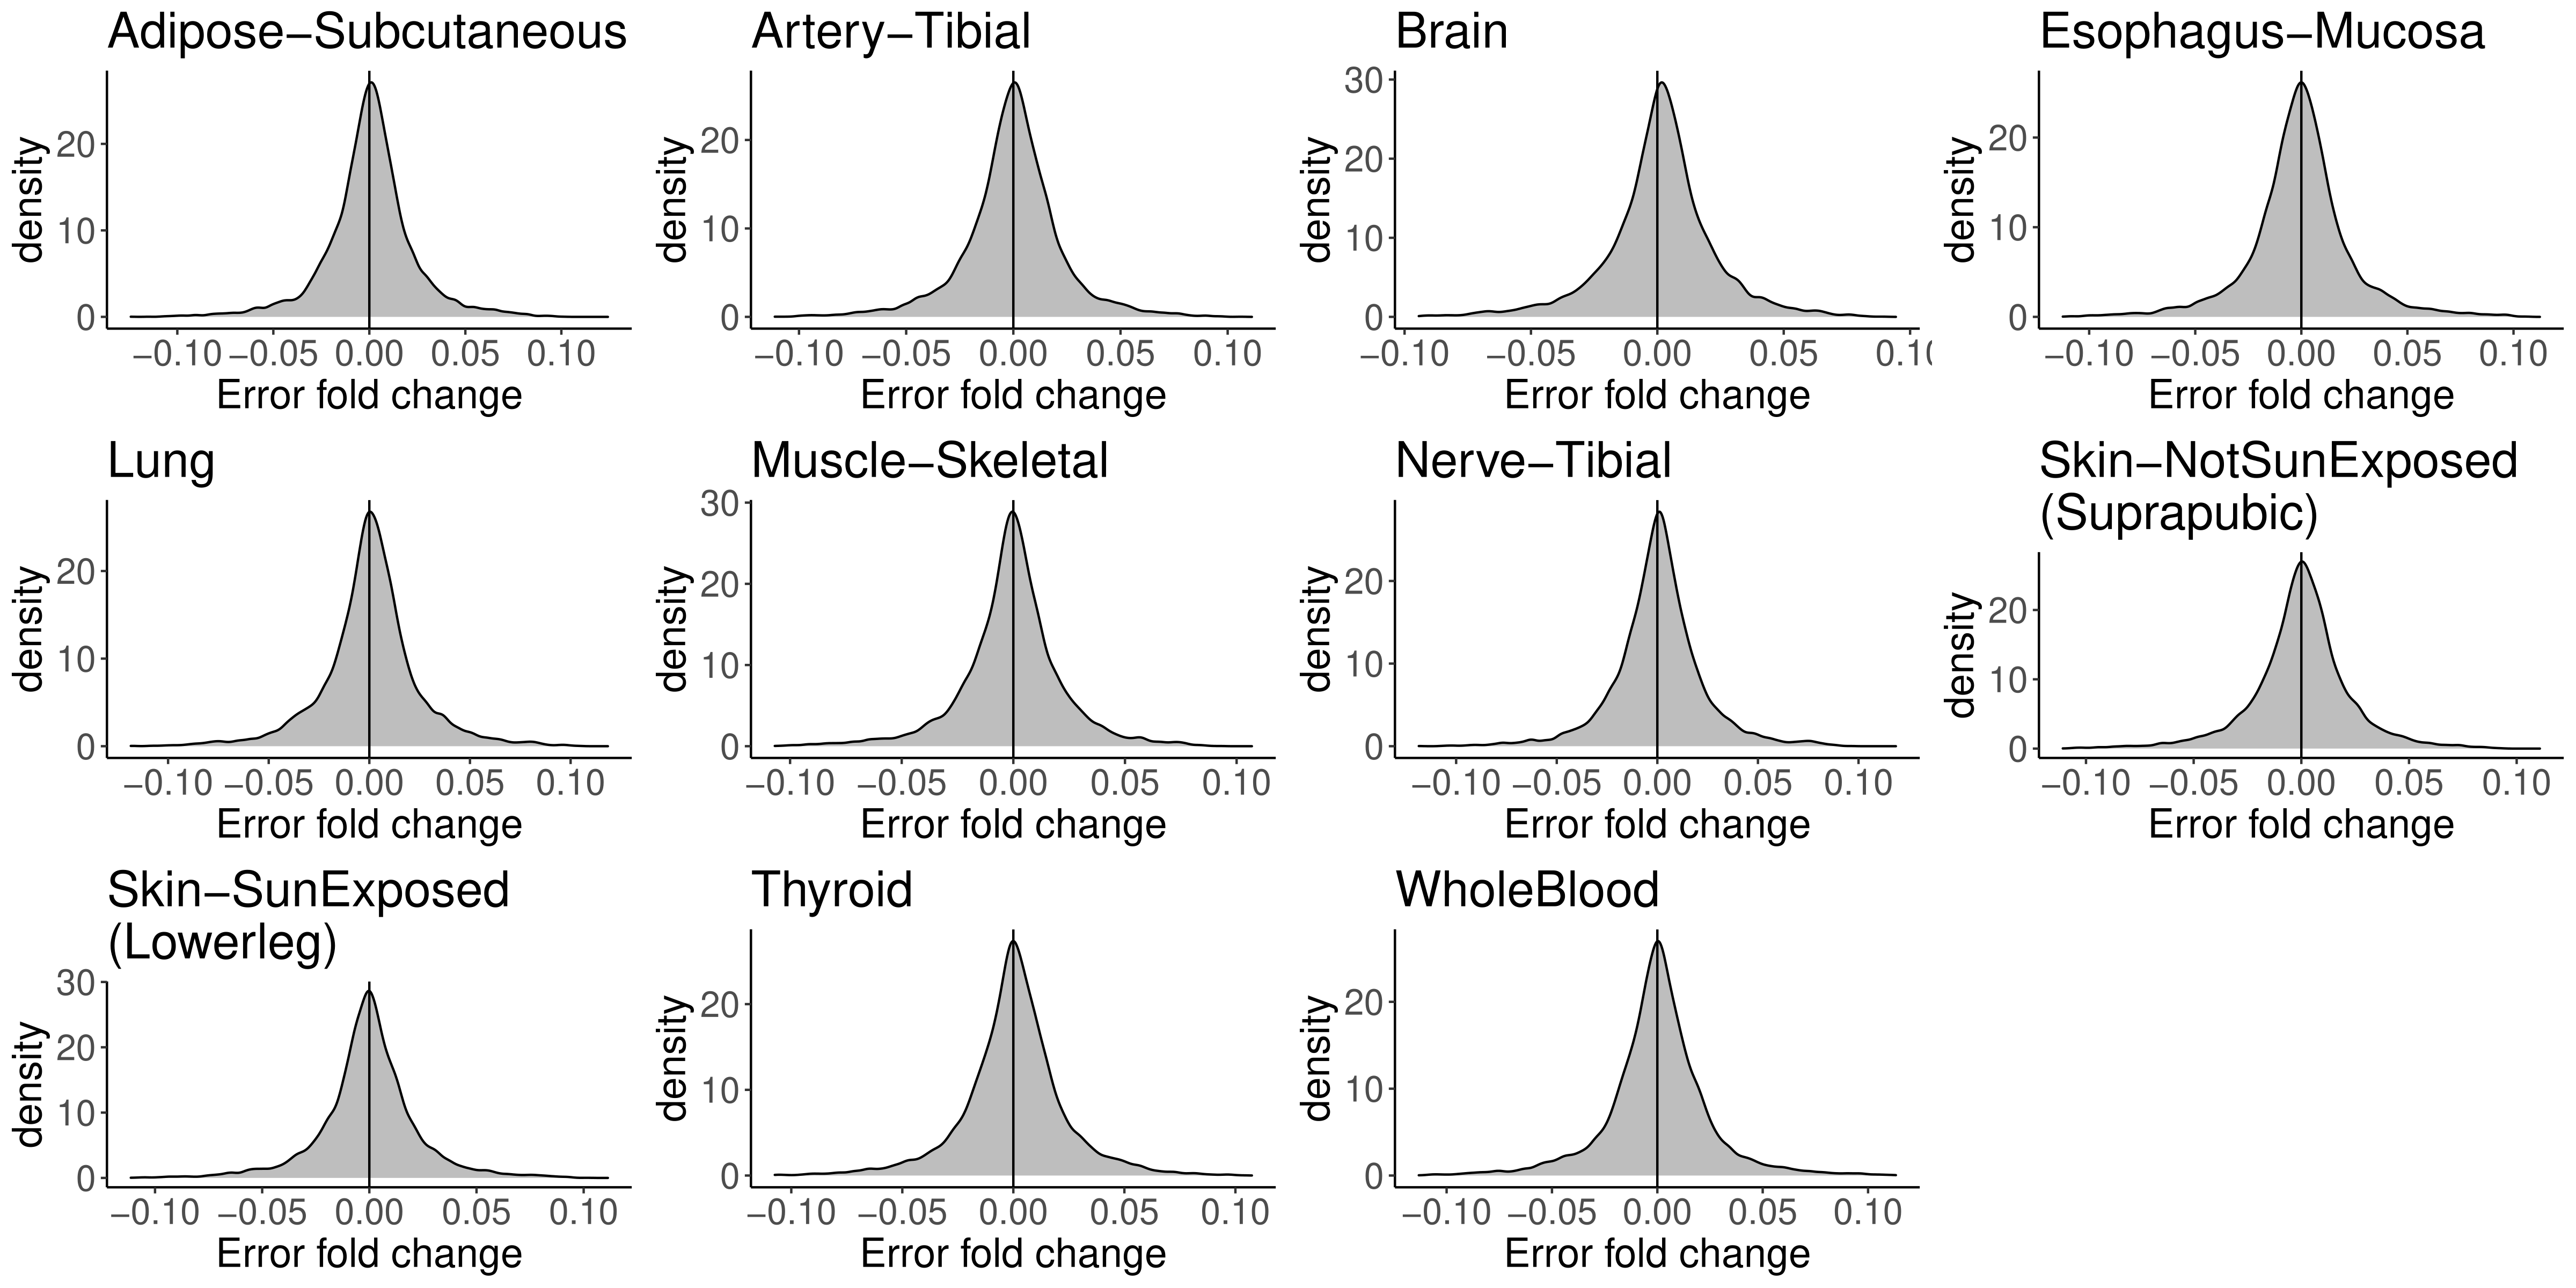 Adipose−Subcutaneous
density
20
10
0
−0.10 −0.05 0.00 0.05 0.10
Error fold change
Artery−Tibial
density
20
10
0
−0.10 −0.05 0.00 0.05 0.10
Error fold change
Brain
density
30
20
10
0
−0.10 −0.05 0.00 0.05 0.10
Error fold change
Esophagus−Mucosa
density
20
10
0
−0.10 −0.05 0.00 0.05 0.10
Error fold change
Lung
density
20
10
0
−0.10 −0.05 0.00 0.05 0.10
Error fold change
Muscle−Skeletal
density
30
20
10
0
−0.10 −0.05 0.00 0.05 0.10
Error fold change
Nerve−Tibial
density
20
10
0
−0.10 −0.05 0.00 0.05 0.10
Error fold change
Skin−NotSunExposed
(Suprapubic)
density
20
10
0
−0.10 −0.05 0.00 0.05 0.10
Error fold change
Skin−SunExposed
(Lowerleg)
density
30
20
10
0
−0.10 −0.05 0.00 0.05 0.10
Error fold change
Thyroid
density
20
10
0
−0.10 −0.05 0.00 0.05 0.10
Error fold change
WholeBlood
density
20
10
0
−0.10 −0.05 0.00 0.05 0.10
Error fold change